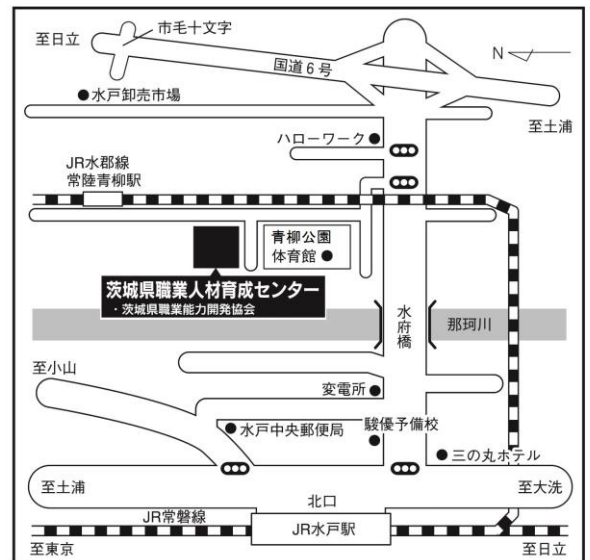 市毛十文字
至日立
国道6号
N
水戸卸売市場
至土浦
ハローワーク
JR水郡線
常陸青柳駅
青柳公園
体育館
茨城県職業人材育成センター
・茨城県職業能力開発協会
水府橋
那珂川
至小山
変電所
水戸中央郵便局
駿優予備校
三の丸ホテル
至土浦
至大洗
北口
JR常磐線
JR水戸駅
至東京
至日立